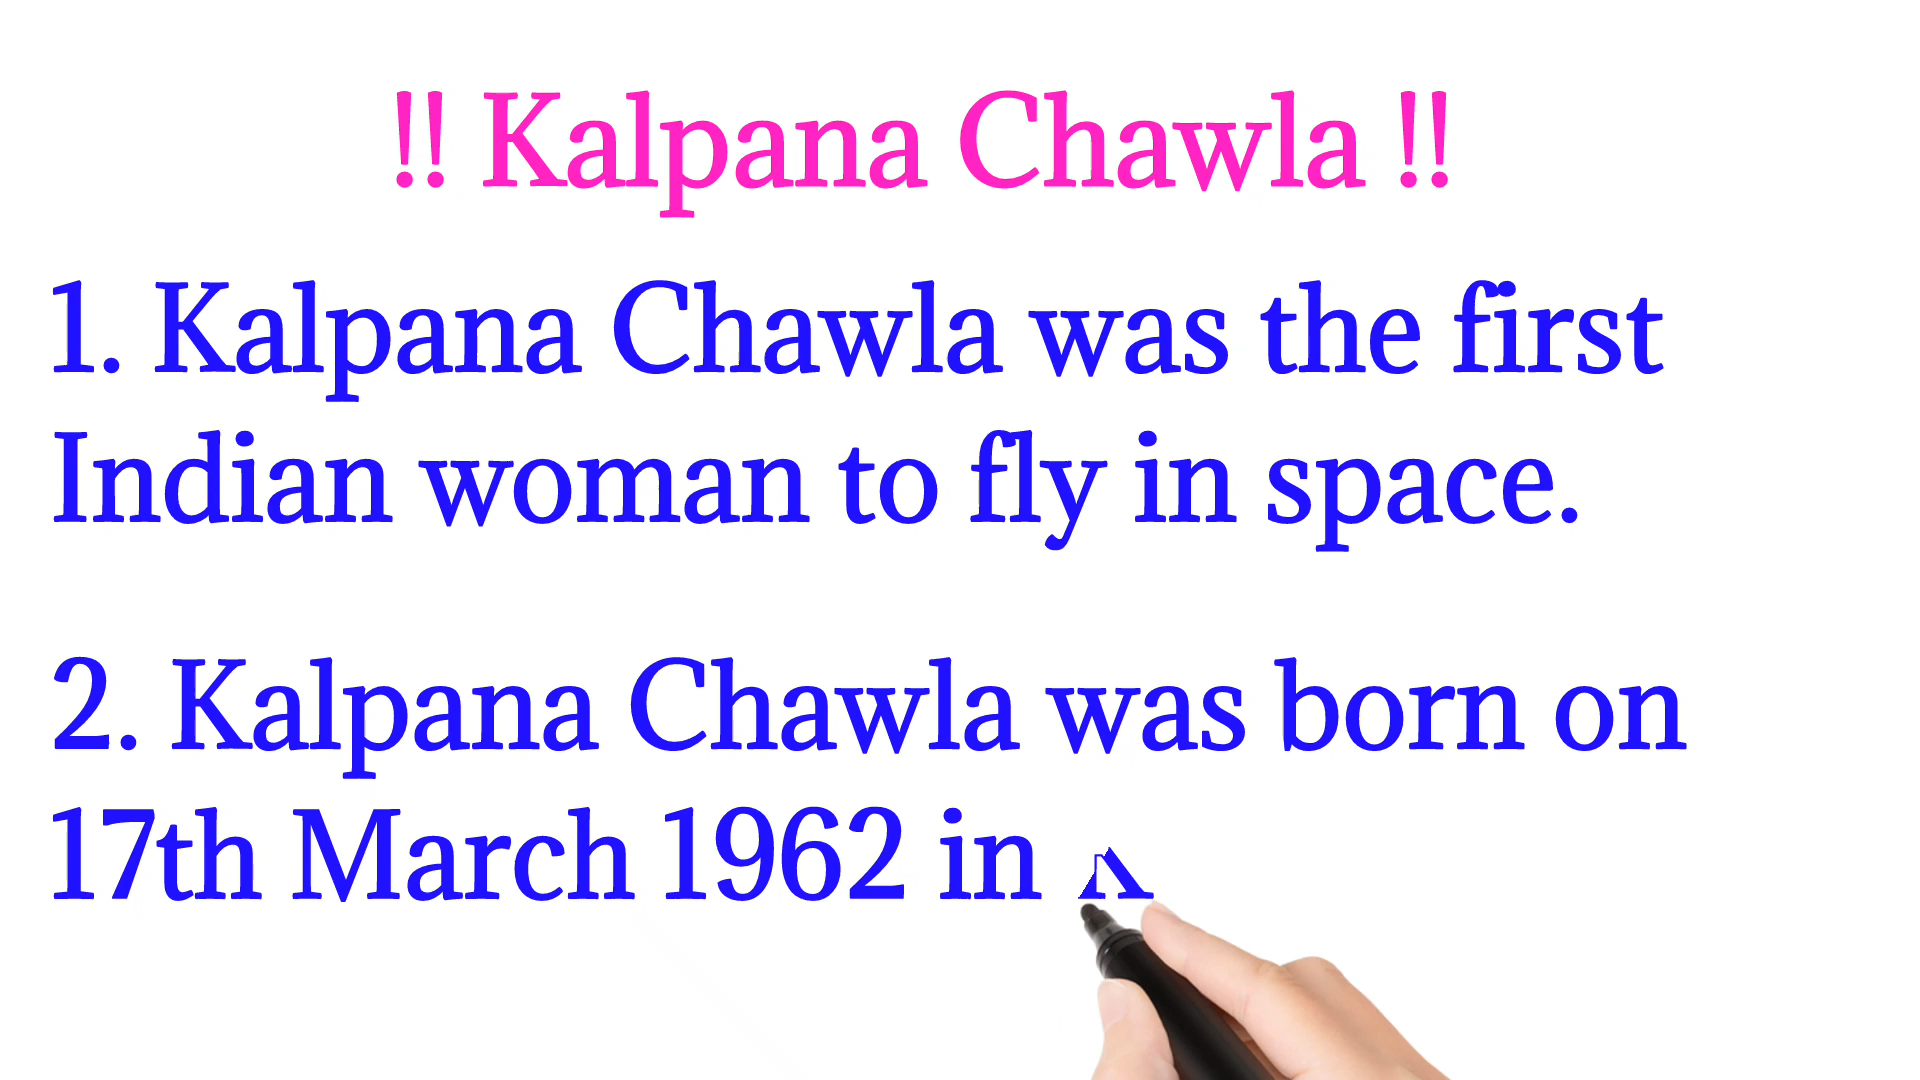 !! Kalpana Chawla !!
1. Kalpana Chawla was the first
Indian woman to fly in space.
2. Kalpana Chawla was born on
17th March 1962 in